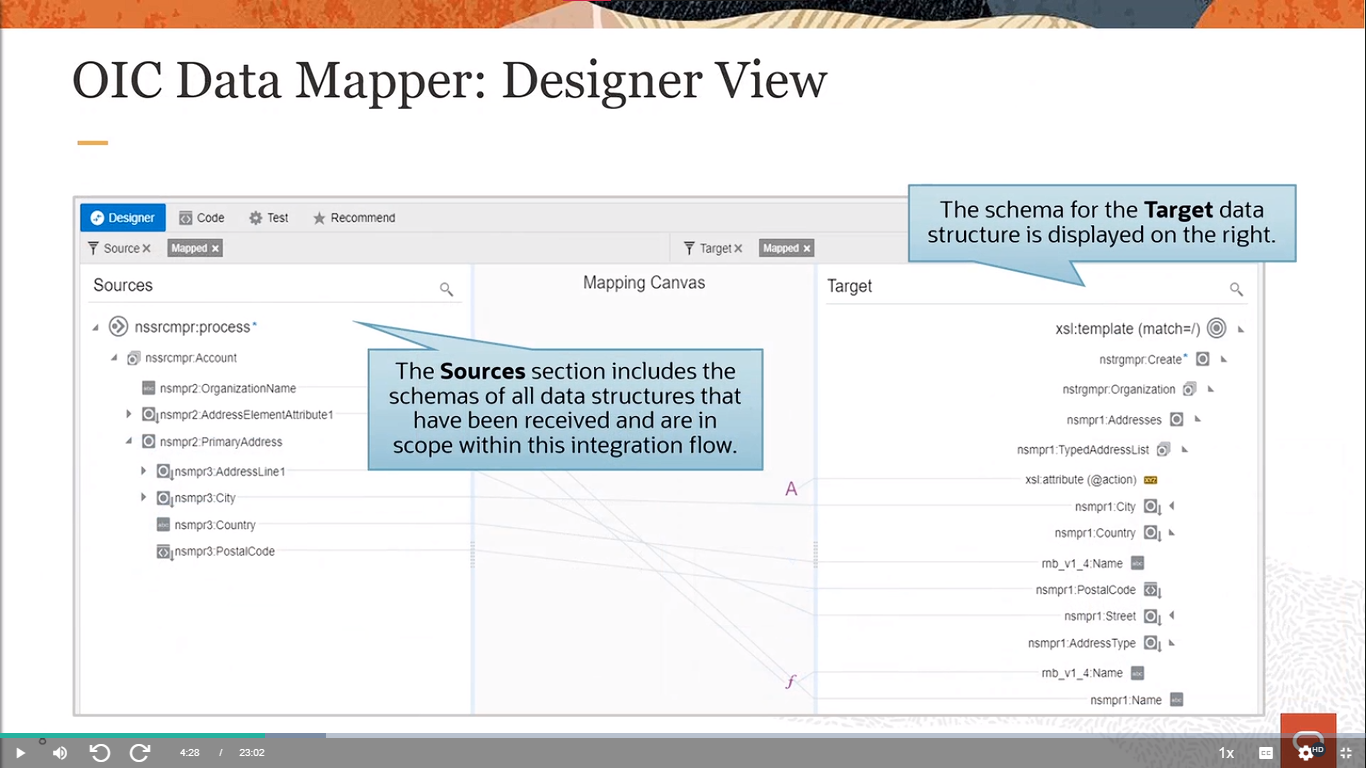 OIC Data Mapper: Designer View
Designer Code Test Recommend
Source × Mapped ×
Target × Mapped ×
The schema for the Target data
structure is displayed on the right.
Sources
nssrcmpr:process*
nssrcmpr:Account
nsmpr2:OrganizationName
nsmpr2:AddressElementAttribute1
nsmpr2:PrimaryAddress
nsmpr3:AddressLine1
nsmpr3:City
nsmpr3:Country
nsmpr3:PostalCode
The Sources section includes the
schemas of all data structures that
have been received and are in
scope within this integration flow.
Mapping Canvas
A
f
Target
xsl:template (match=/)
nstrgmpr:Create*
nstrgmpr:Organization
nsmpr1:Addresses
nsmpr1:TypedAddressList
xsl:attribute (@action)
nsmpr1:City
nsmpr1:Country
rnb_v1_4:Name
nsmpr1:PostalCode
nsmpr1:Street
nsmpr1:AddressType
rnb_v1_4:Name
nsmpr1:Name
4:28 / 23:02
1x CC HD